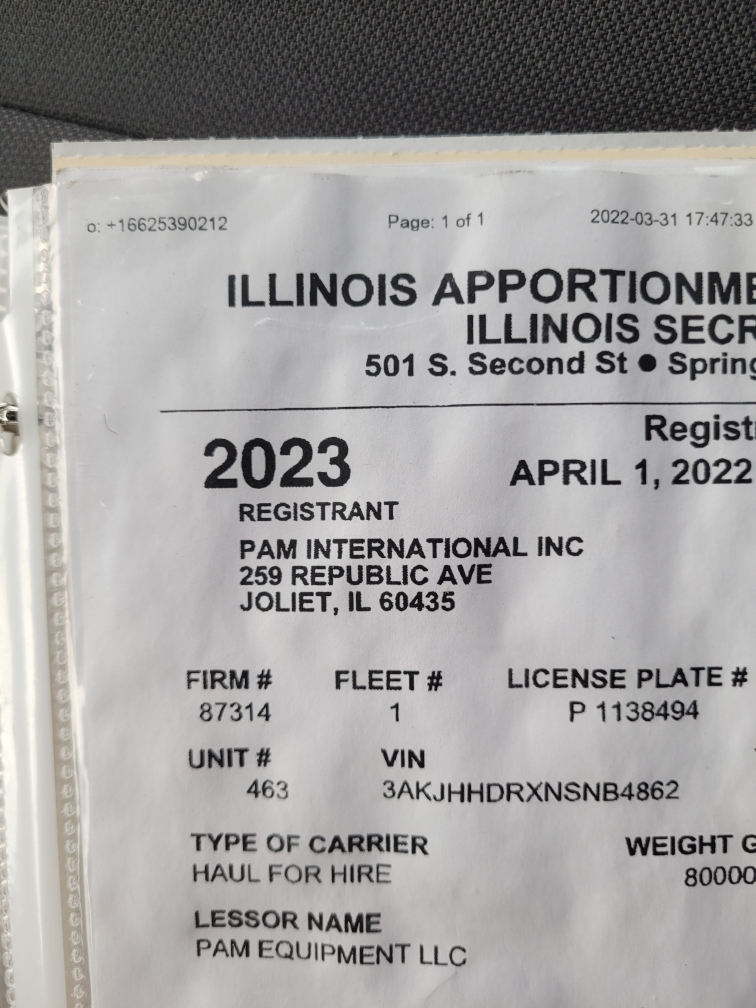 o: +16625390212 Page: 1 of 1 2022-03-31 17:47:33
ILLINOIS APPORTIONME
ILLINOIS SECR
501 S. Second St ● Spring
Regist
2023 APRIL 1, 2022
REGISTRANT
PAM INTERNATIONAL INC
259 REPUBLIC AVE
JOLIET, IL 60435
FIRM # FLEET # LICENSE PLATE #
87314 1 P 1138494
UNIT # VIN
463 3AKJHHDRXNSNB4862
TYPE OF CARRIER WEIGHT G
HAUL FOR HIRE 80000
LESSOR NAME
PAM EQUIPMENT LLC